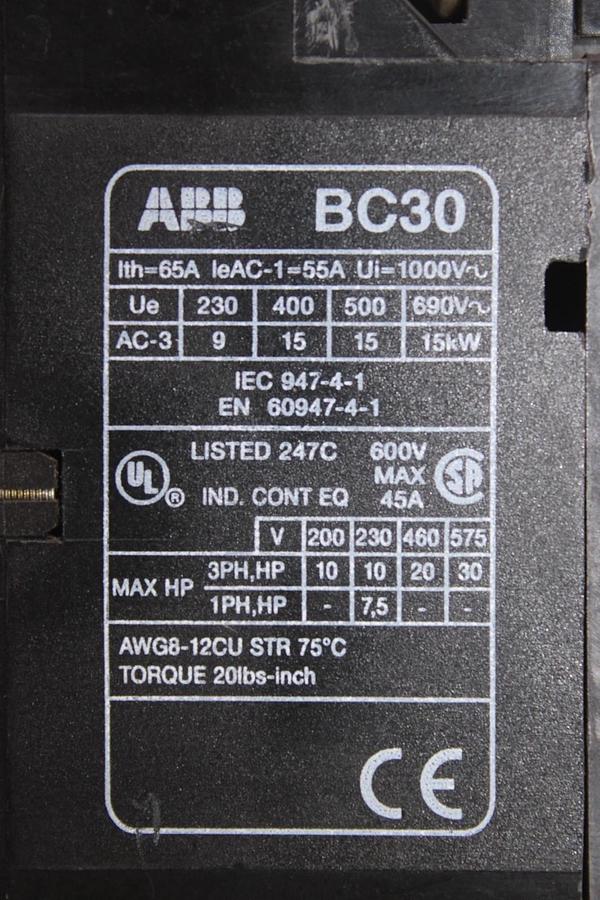 ABB BC30
Ith=65A IeAC-1=55A Ui=1000V~
Ue 230 400 500 690V~
AC-3 9 15 15 15kW
IEC 947-4-1
EN 60947-4-1
LISTED 247C 600V
MAX
UL ® IND. CONT EQ 45A SA
V 200 230 460 575
MAX HP 3PH,HP 10 10 20 30
1PH,HP - 7,5 - -
AWG8-12CU STR 75°C
TORQUE 20lbs-inch
CE